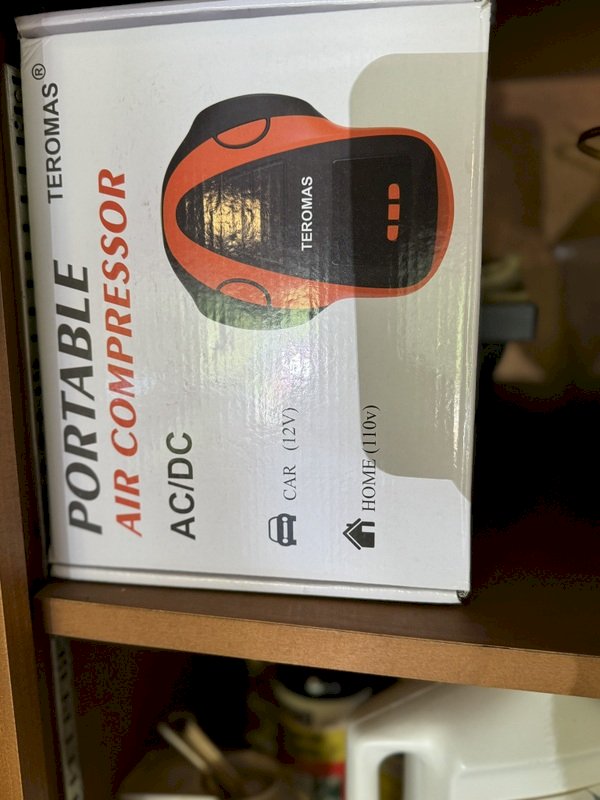 TEROMAS®
PORTABLE
AIR COMPRESSOR
AC/DC
TEROMAS
CAR (12V)
HOME (110v)